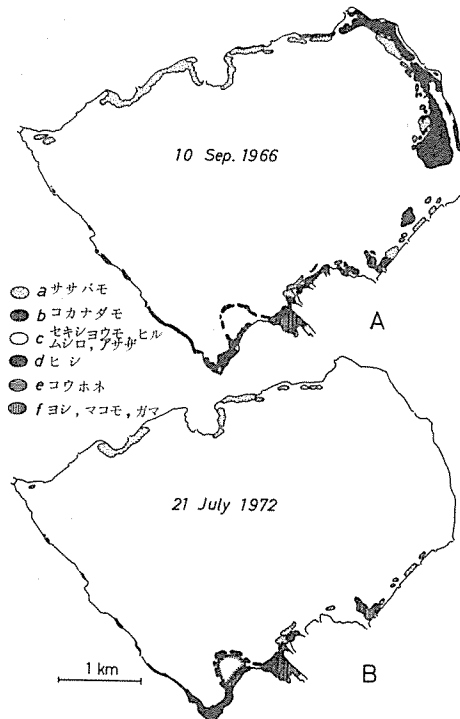 10 Sep. 1966
A
a ササバモ
b コカナダモ
c セキショウモ、ヒル
ムシロ、アサザ
d ヒシ
e コウホネ
f ヨシ,マコモ,ガマ
21 July 1972
1 km
B